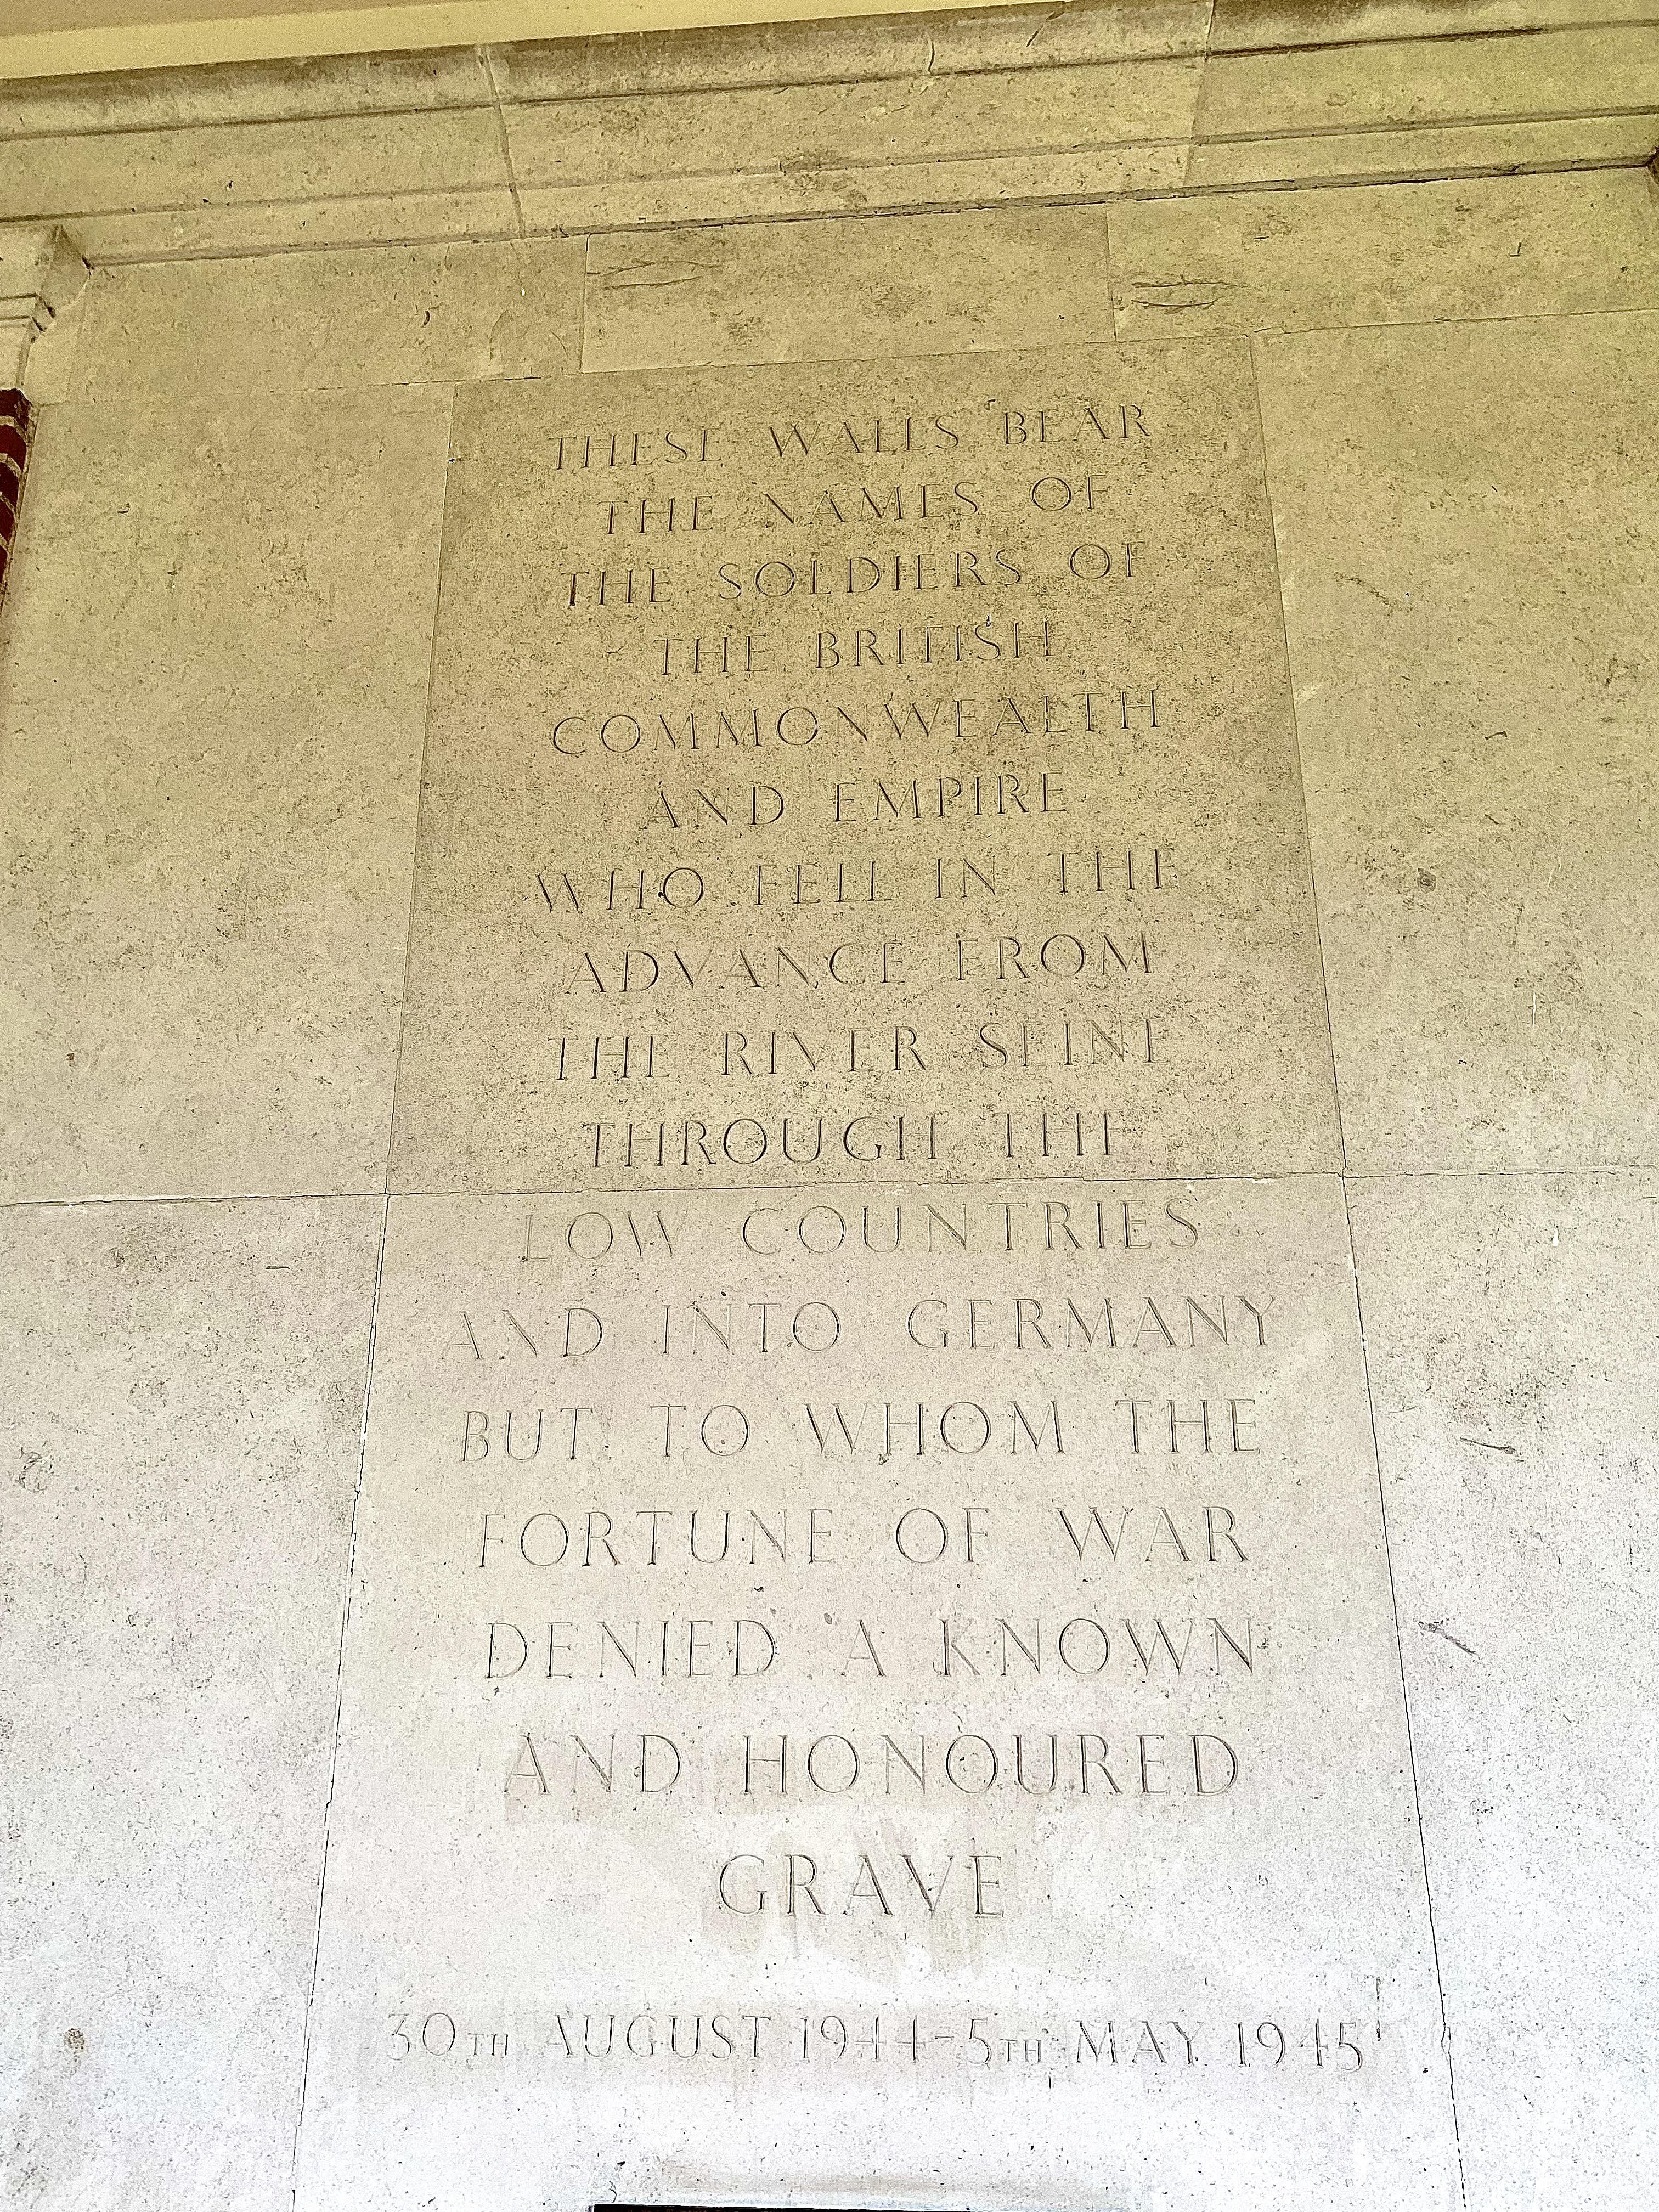 THESE WALLS BEAR
THE NAMES OF
THE SOLDIERS OF
THE BRITISH
COMMONWEALTH
AND EMPIRE
WHO FELL IN THE
ADVANCE FROM
THE RIVER SEINE
THROUGH THE
LOW COUNTRIES
AND INTO GERMANY
BUT TO WHOM THE
FORTUNE OF WAR
DENIED A KNOWN
AND HONOURED
GRAVE
30TH AUGUST 1944-5TH MAY 1945